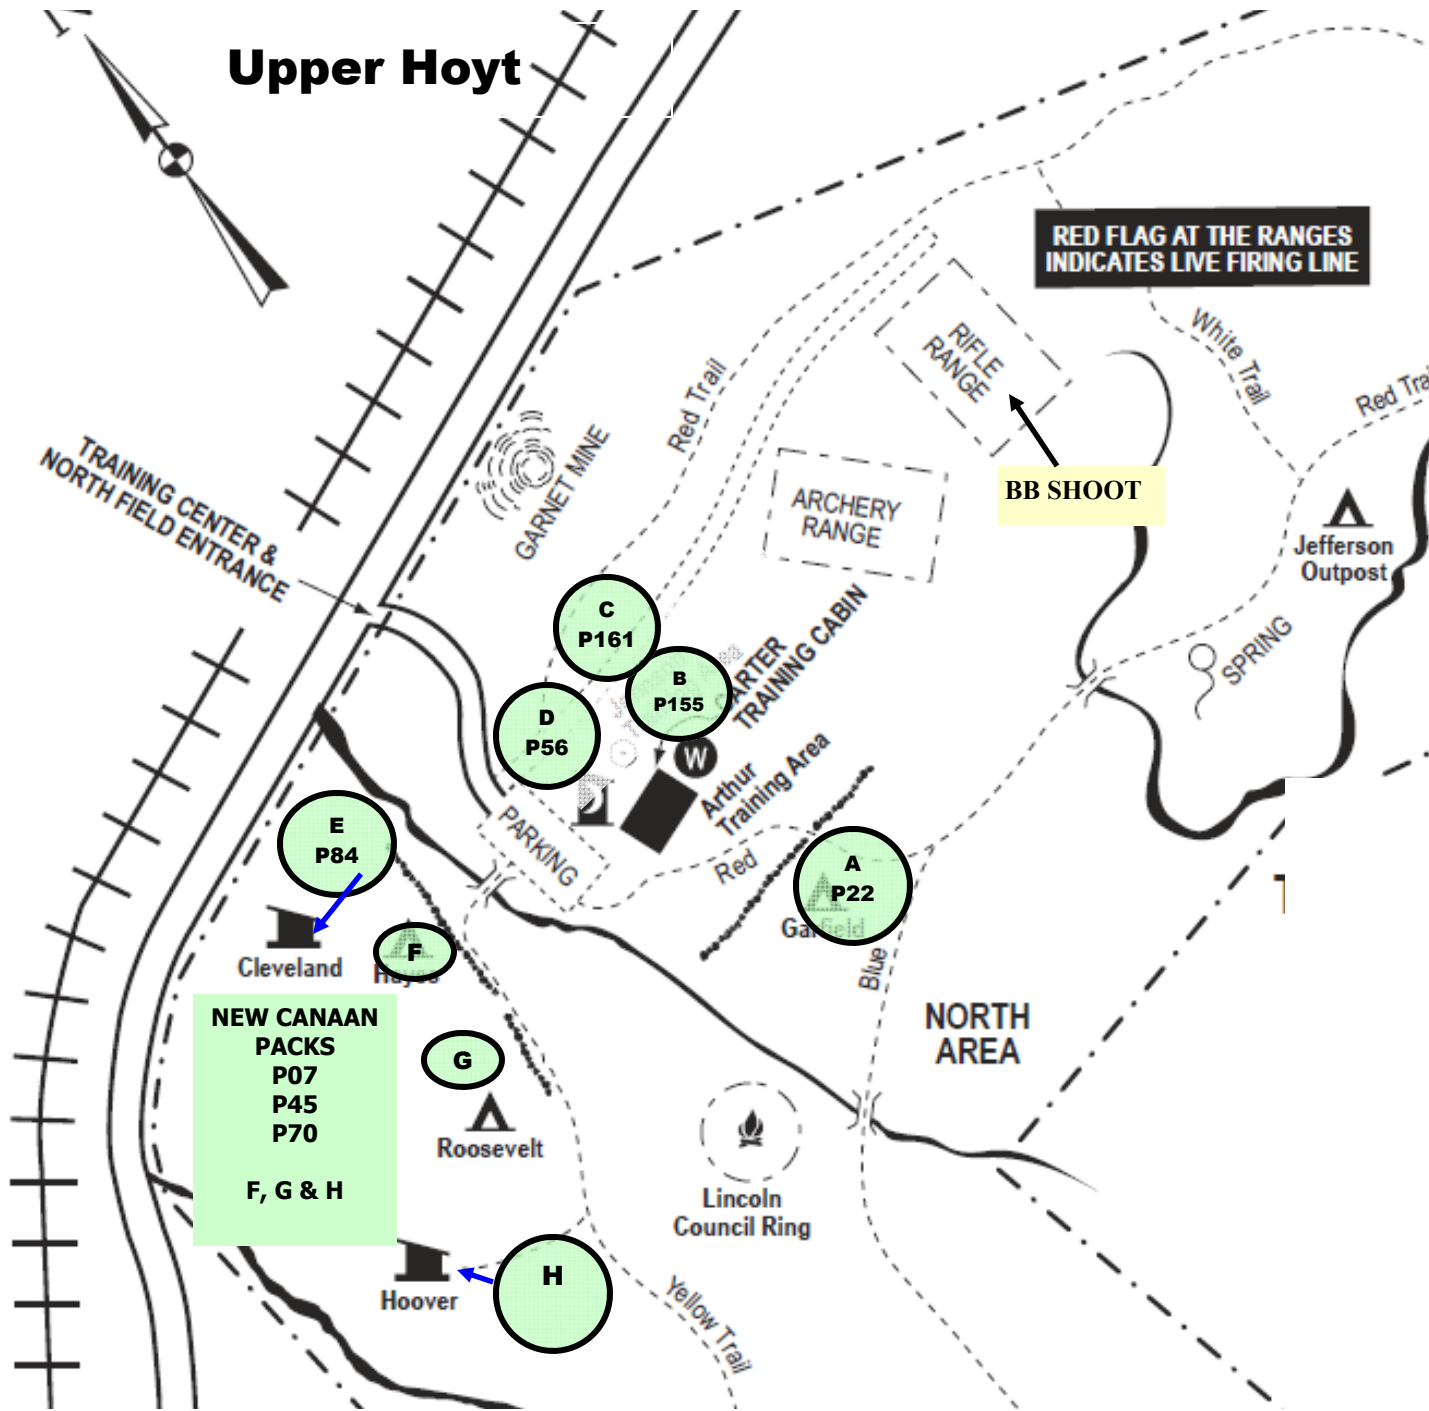 Upper Hoyt
RED FLAG AT THE RANGES
INDICATES LIVE FIRING LINE
RIFLE
RANGE
White Trail
Red Trail
Red
BB SHOOT
ARCHERY
RANGE
GARNET MINE
TRAINING CENTER &
NORTH FIELD ENTRANCE
Jefferson
Outpost
SPRING
C
P161
B
P155
D
P56
TRAINING CABIN
W
Arthur
Training Area
PARKING
Red
E
P84
A
P22
Garfield
Cleveland
F
Hayes
Blue
NEW CANAAN
PACKS
P07
P45
P70
F, G & H
NORTH
AREA
G
Roosevelt
Lincoln
Council Ring
H
Hoover
Yellow Trail